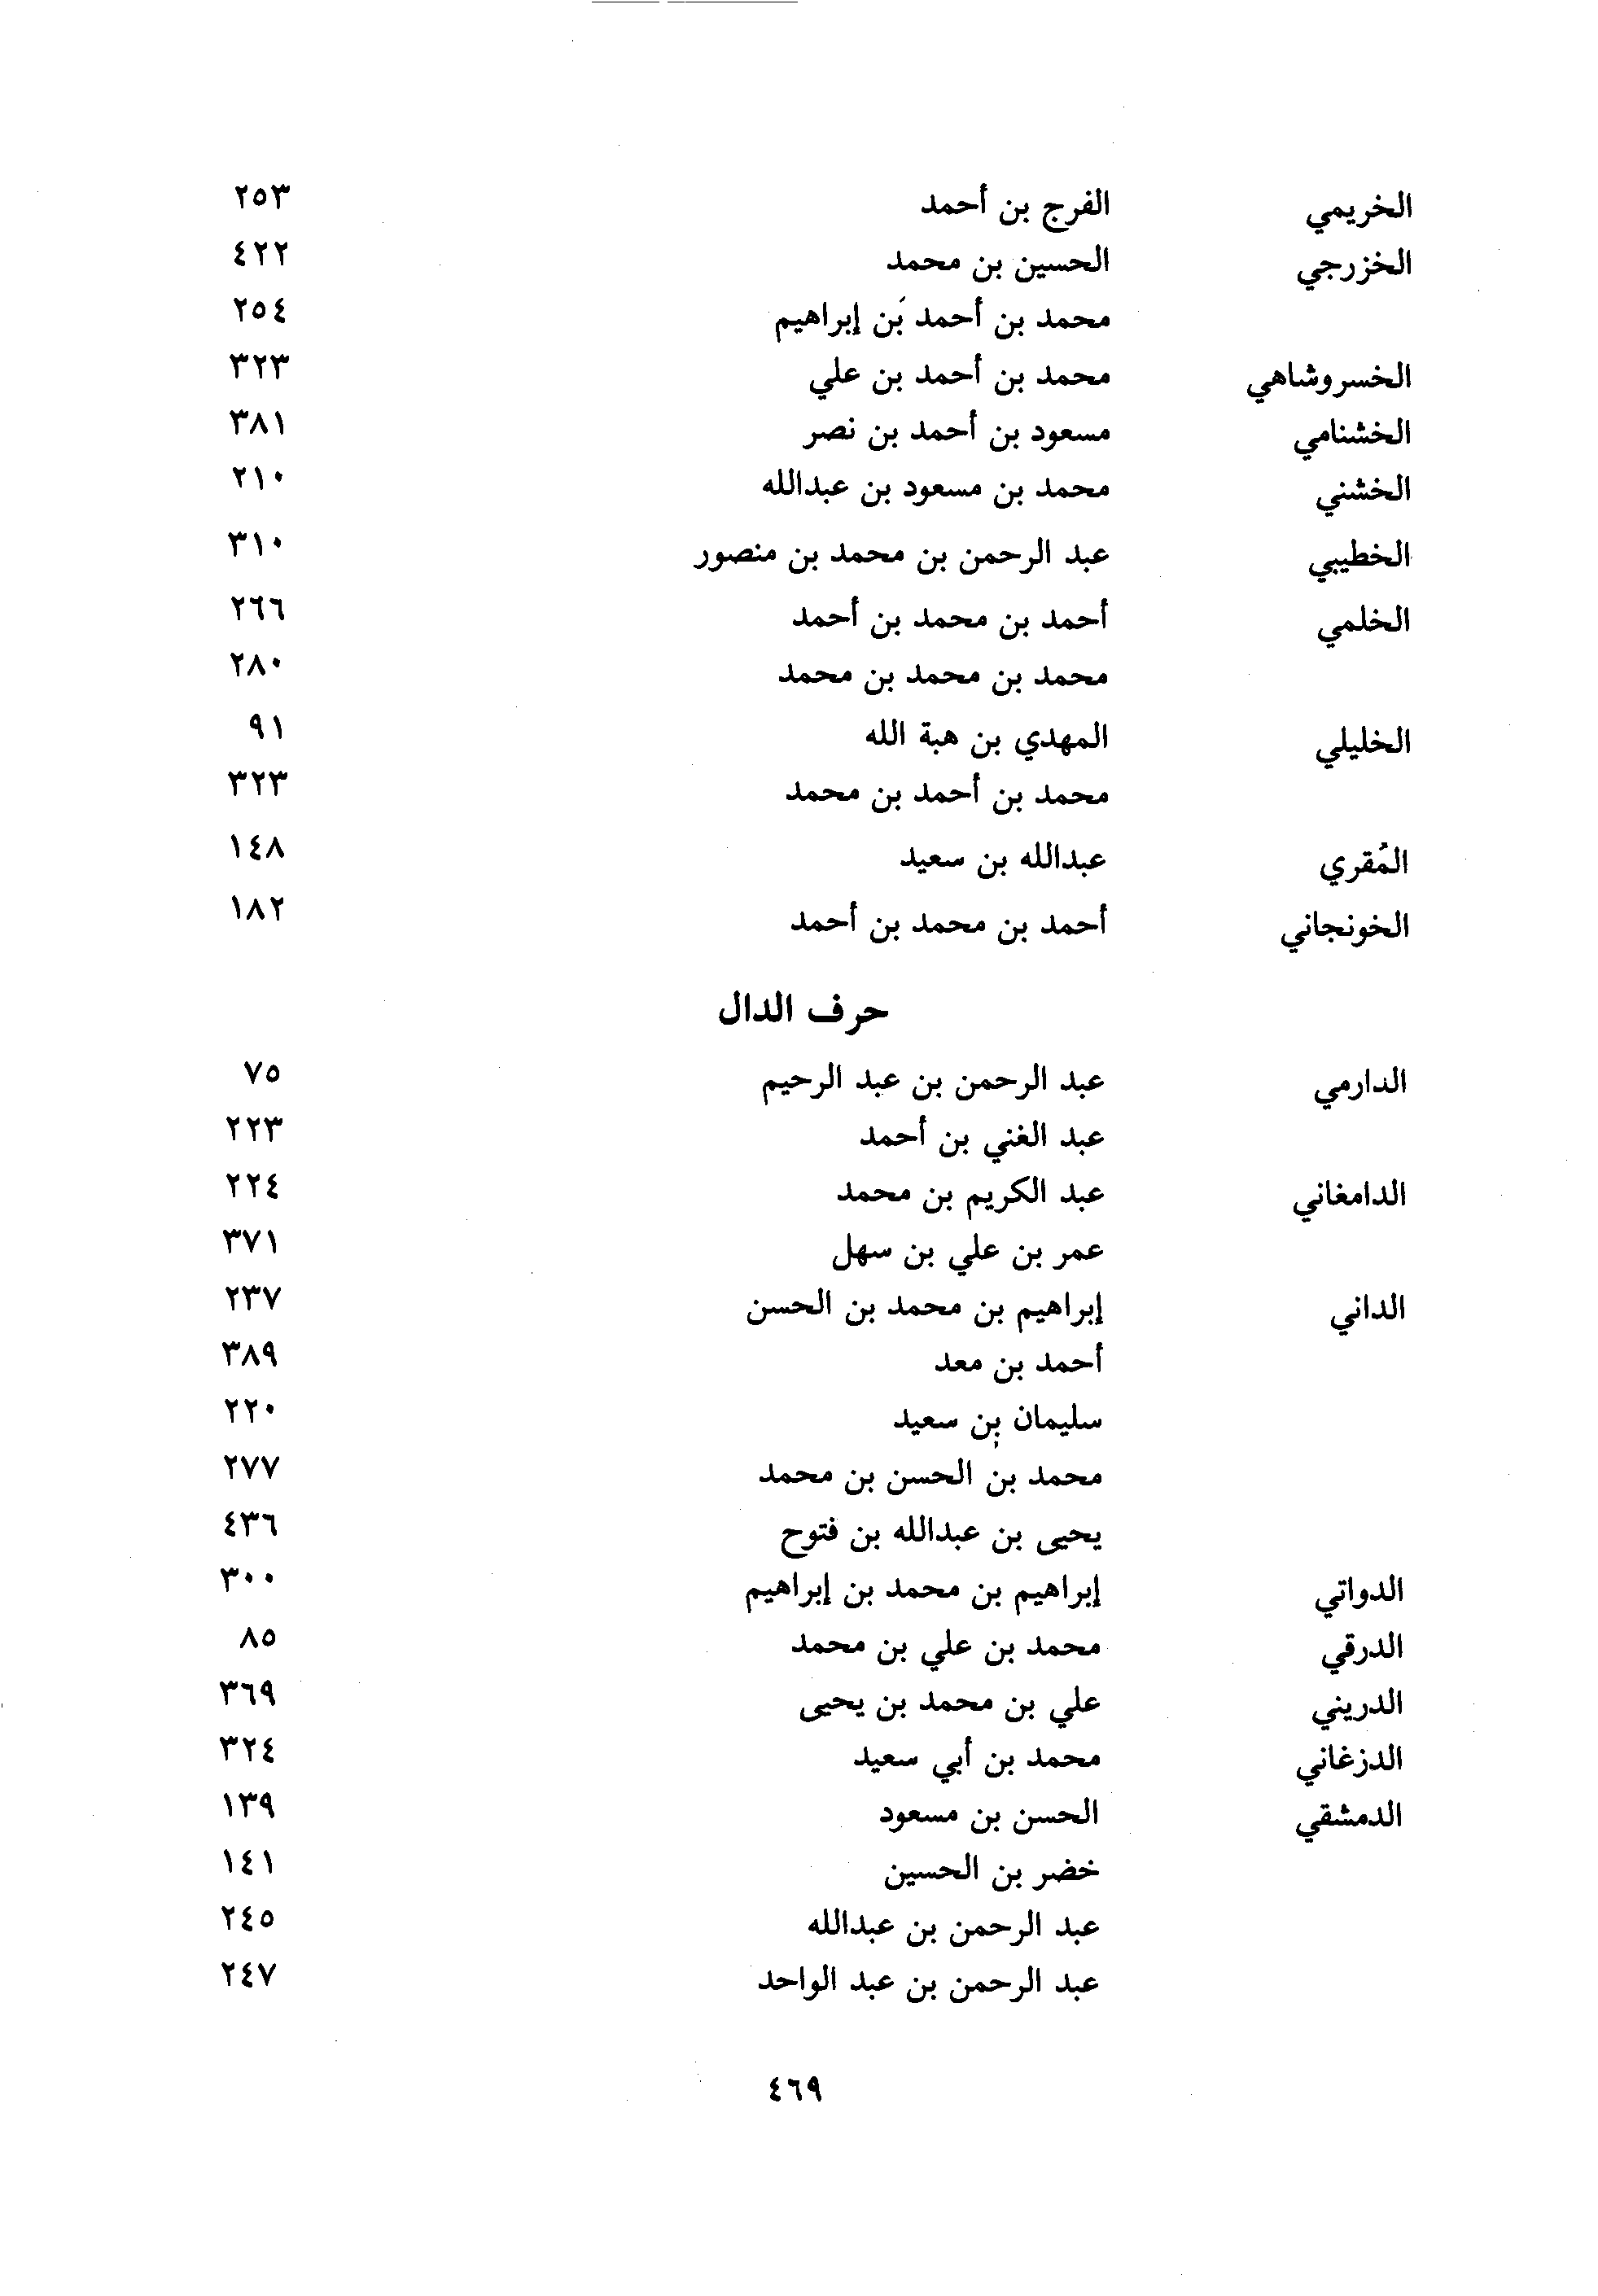 الخريمي الفرج بن أحمد ٢٥٣
الخزرجي الحسين بن محمد ٤٢٢
محمد بن أحمد بن إبراهيم ٢٥٤
الخسروشاهي محمد بن أحمد بن علي ٣٢٣
الخشنامي مسعود بن أحمد بن نصر ٣٨١
الخشني محمد بن مسعود بن عبدالله ٢١٠
الخطيبي عبد الرحمن بن محمد بن منصور ٣١٠
الخلمي أحمد بن محمد بن أحمد ٢٦٦
محمد بن محمد بن محمد ٢٨٠
الخليلي المهدي بن هبة الله ٩١
محمد بن أحمد بن محمد ٣٢٣
المُقري عبدالله بن سعيد ١٤٨
الخونجاني أحمد بن محمد بن أحمد ١٨٢
حرف الدال
الدارمي عبد الرحمن بن عبد الرحيم ٧٥
عبد الغني بن أحمد ٢٢٣
الدامغاني عبد الكريم بن محمد ٢٢٤
عمر بن علي بن سهل ٣٧١
الداني إبراهيم بن محمد بن الحسن ٢٣٧
أحمد بن معد ٣٨٩
سليمان بن سعيد ٢٢٠
محمد بن الحسن بن محمد ٢٧٧
يحيى بن عبدالله بن فتوح ٤٣٦
الدواتي إبراهيم بن محمد بن إبراهيم ٣٠٠
الدرقي محمد بن علي بن محمد ٨٥
الدريني علي بن محمد بن يحيى ٣٦٩
الدزغاني محمد بن أبي سعيد ٣٢٤
الدمشقي الحسن بن مسعود ١٣٩
خضر بن الحسين ١٤١
عبد الرحمن بن عبدالله ٢٤٥
عبد الرحمن بن عبد الواحد ٢٤٧
٤٦٩